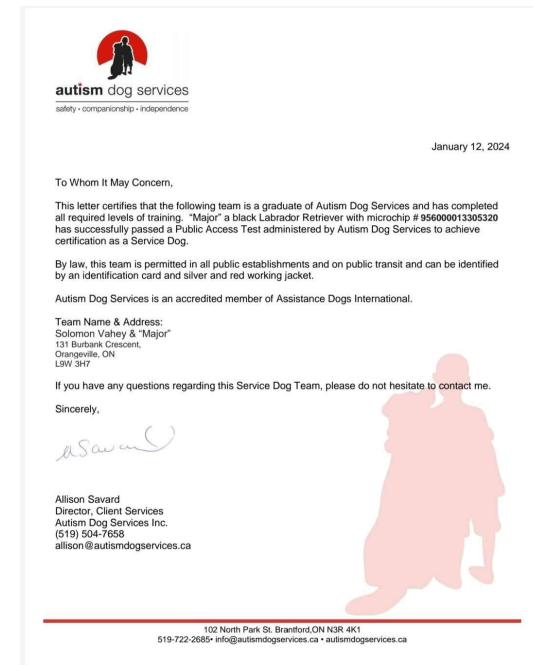 autism dog services
safety • companionship • independence
January 12, 2024
To Whom It May Concern,
This letter certifies that the following team is a graduate of Autism Dog Services and has completed
all required levels of training. “Major” a black Labrador Retriever with microchip # 956000013305320
has successfully passed a Public Access Test administered by Autism Dog Services to achieve
certification as a Service Dog.
By law, this team is permitted in all public establishments and on public transit and can be identified
by an identification card and silver and red working jacket.
Autism Dog Services is an accredited member of Assistance Dogs International.
Team Name & Address:
Solomon Vahey & “Major”
131 Burbank Crescent,
Orangeville, ON
L9W 3H7
If you have any questions regarding this Service Dog Team, please do not hesitate to contact me.
Sincerely,
ASavard
Allison Savard
Director, Client Services
Autism Dog Services Inc.
(519) 504-7658
allison@autismdogservices.ca
102 North Park St. Brantford,ON N3R 4K1
519-722-2685• info@autismdogservices.ca • autismdogservices.ca